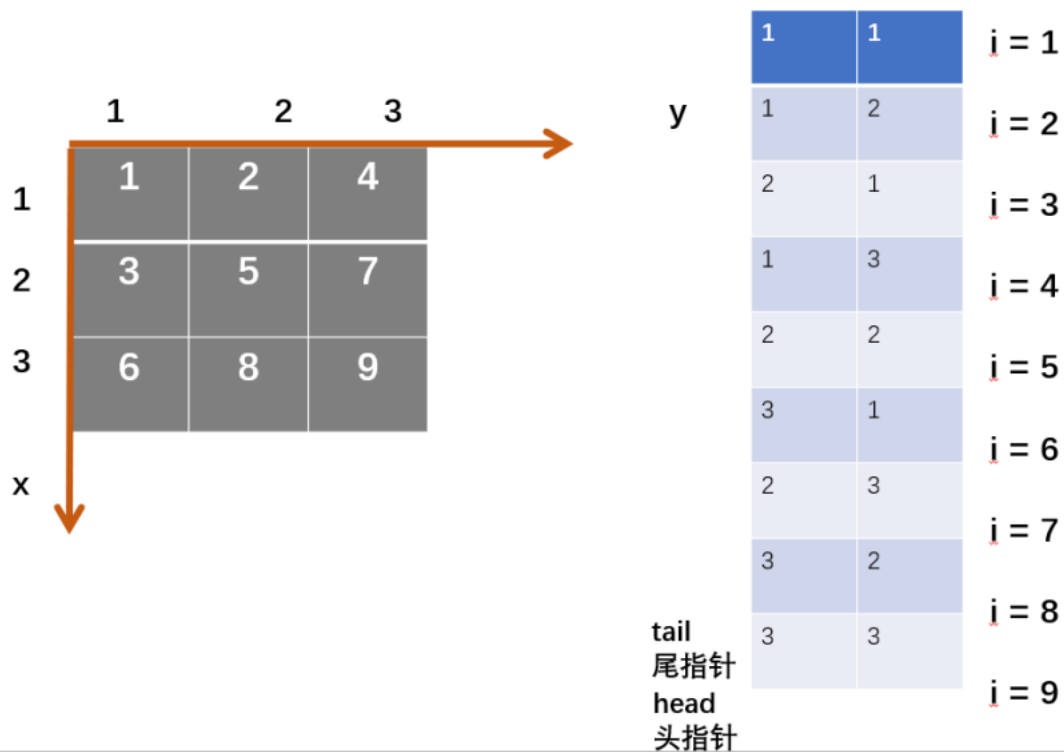 1 2 3
y
1 2 4
1
3 5 7
2
6 8 9
3
x
1 1 i = 1
1 2 i = 2
2 1 i = 3
1 3 i = 4
2 2 i = 5
3 1 i = 6
2 3 i = 7
3 2 i = 8
3 3 i = 9
tail
尾指针
head
头指针